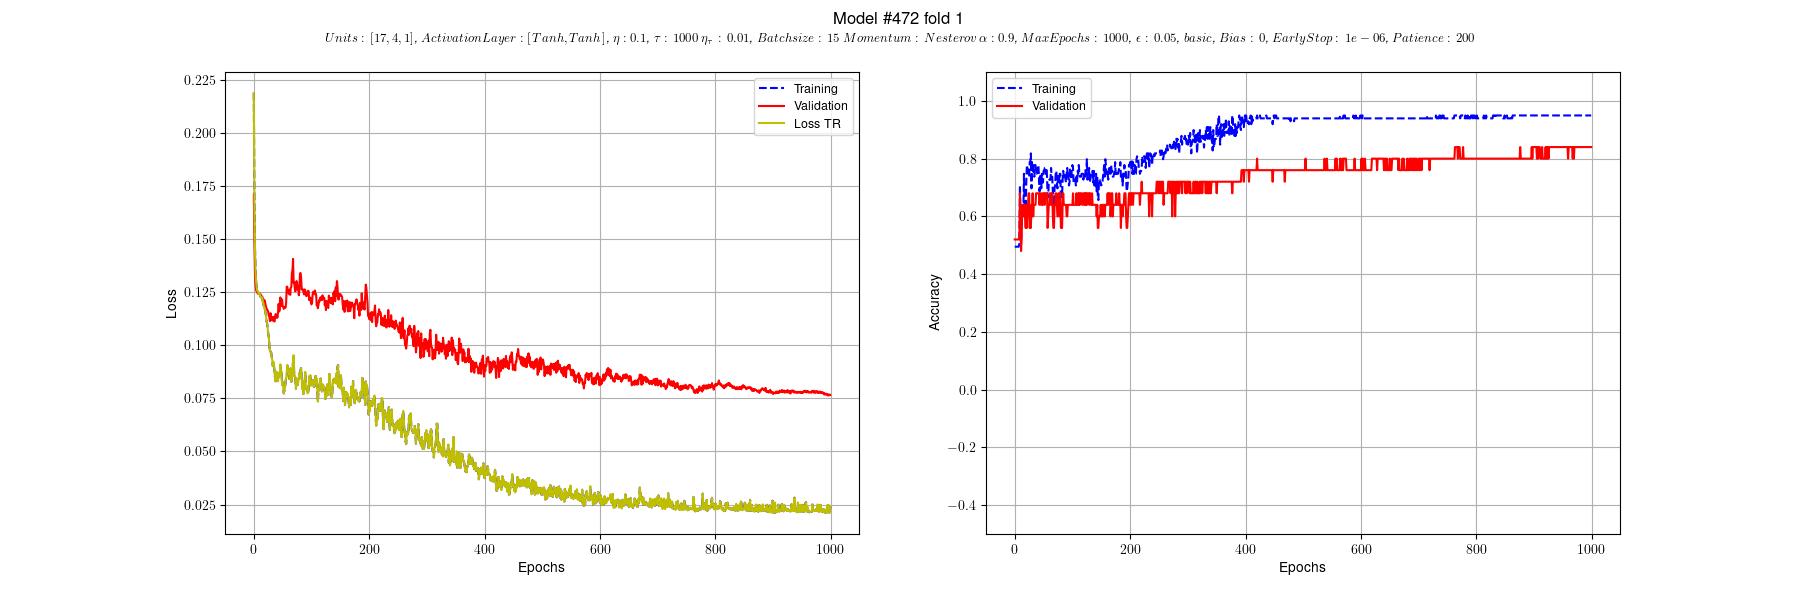 Model #472 fold 1
Units : [17, 4, 1], ActivationLayer : [Tanh, Tanh], η : 0.1, τ : 1000 ητ : 0.01, Batchsize : 15 Momentum : Nesterov α : 0.9, MaxEpochs : 1000, ϵ : 0.05, basic, Bias : 0, EarlyStop : 1e − 06, Patience : 200
Loss
0.225
0.200
0.175
0.150
0.125
0.100
0.075
0.050
0.025
Training
Validation
Loss TR
0 200 400 600 800 1000
Epochs
Accuracy
1.0
0.8
0.6
0.4
0.2
0.0
−0.2
−0.4
Training
Validation
0 200 400 600 800 1000
Epochs